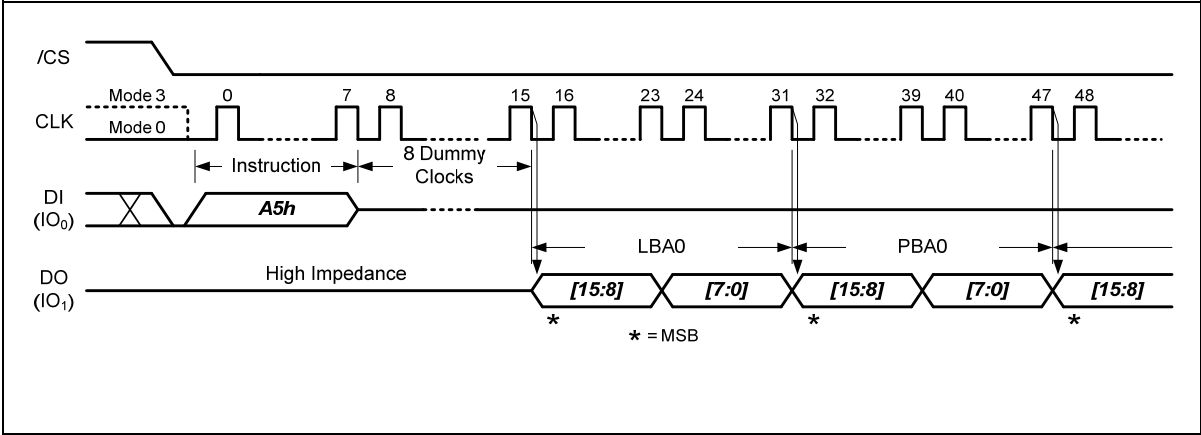 /CS
Mode 3 0 7 8 15 16 23 24 31 32 39 40 47 48
CLK
Mode 0
Instruction
8 Dummy
Clocks
DI
(IO0)
A5h
LBA0 PBA0
DO
(IO1)
High Impedance
[15:8] [7:0] [15:8] [7:0] [15:8]
* * *
* = MSB